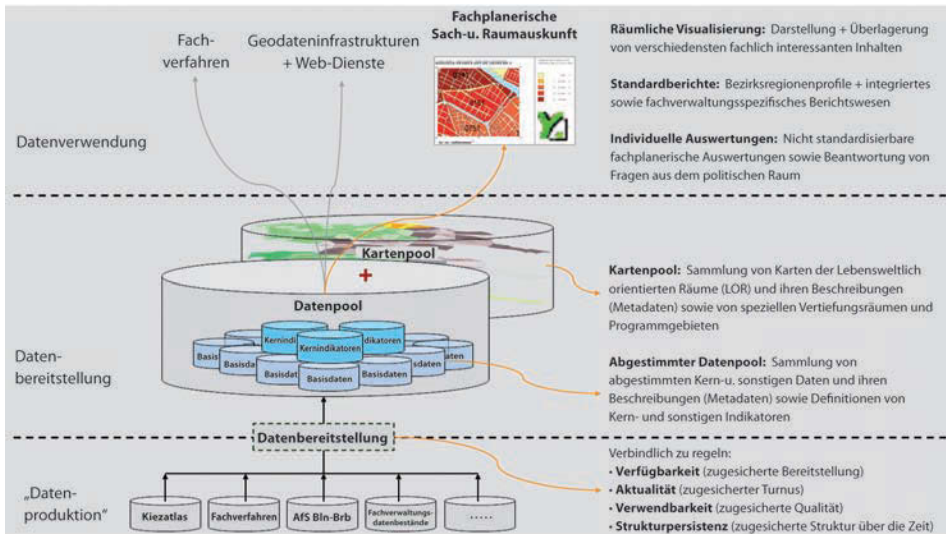 Fach-
verfahren
Geodateninfrastrukturen
+ Web-Dienste
Fachplanerische
Sach-u. Raumauskunft
Räumliche Visualisierung: Darstellung + Überlagerung
von verschiedensten fachlich interessanten Inhalten
Standardberichte: Bezirksregionenprofile + integriertes
sowie fachverwaltungsspezifisches Berichtswesen
Individuelle Auswertungen: Nicht standardisierbare
fachplanerische Auswertungen sowie Beantwortung von
Fragen aus dem politischen Raum
Datenverwendung
Kartenpool
+
Datenpool
Kernindi
Kernindikatoren
dikatoren
Basisd
Basisdaten
Basisdaten
Basisdaten
Basisdaten
daten
Daten-
bereitstellung
Kartenpool: Sammlung von Karten der Lebensweltlich
orientierten Räume (LOR) und ihren Beschreibungen
(Metadaten) sowie von speziellen Vertiefungsräumen und
Programmgebieten
Abgestimmter Datenpool: Sammlung von
abgestimmten Kern-u. sonstigen Daten und ihren
Beschreibungen (Metadaten) sowie Definitionen von
Kern- und sonstigen Indikatoren
Datenbereitstellung
„Daten-
produktion“
Kiezatlas
Fachverfahren
AfS Bln-Brb
Fachverwaltungs-
datenbestände
.....
Verbindlich zu regeln:
• Verfügbarkeit (zugesicherte Bereitstellung)
• Aktualität (zugesicherter Turnus)
• Verwendbarkeit (zugesicherte Qualität)
• Strukturpersistenz (zugesicherte Struktur über die Zeit)